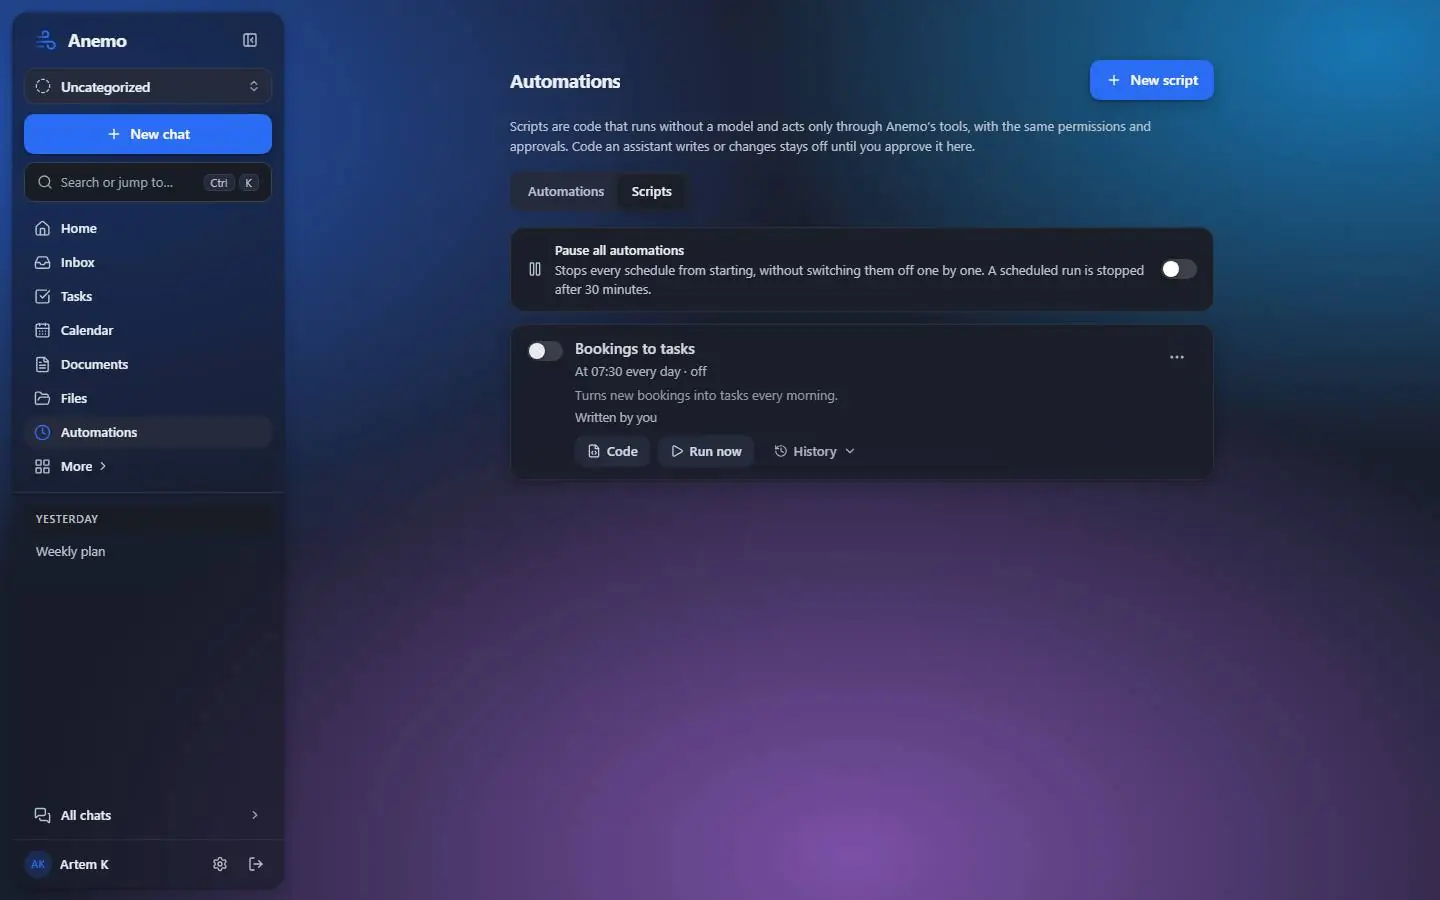 Anemo
Uncategorized
New chat
Search or jump to... Ctrl K
Home
Inbox
Tasks
Calendar
Documents
Files
Automations
More
YESTERDAY
Weekly plan
All chats
AK Artem K
Automations
New script
Scripts are code that runs without a model and acts only through Anemo's tools, with the same permissions and
approvals. Code an assistant writes or changes stays off until you approve it here.
Automations Scripts
Pause all automations
Stops every schedule from starting, without switching them off one by one. A scheduled run is stopped
after 30 minutes.
Bookings to tasks
At 07:30 every day · off
Turns new bookings into tasks every morning.
Written by you
Code Run now History